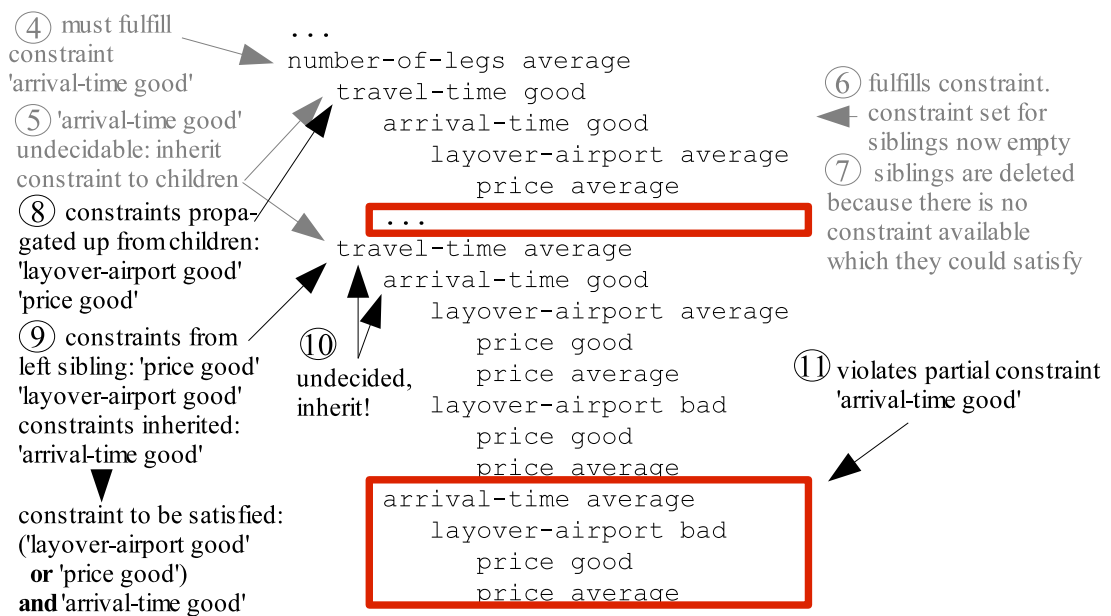 ④ must fulfill
constraint
'arrival-time good'
⑤ 'arrival-time good'
undecidable: inherit
constraint to children
⑧ constraints propa-
gated up from children:
'layover-airport good'
'price good'
⑨ constraints from
left sibling: 'price good'
'layover-airport good'
constraints inherited:
'arrival-time good'
constraint to be satisfied:
('layover-airport good'
or 'price good')
and 'arrival-time good'
...
number-of-legs average
travel-time good
arrival-time good
layover-airport average
price average
...
travel-time average
arrival-time good
layover-airport average
price good
price average
layover-airport bad
price good
price average
arrival-time average
layover-airport bad
price good
price average
⑩
undecided,
inherit!
⑥ fulfills constraint.
constraint set for
siblings now empty
⑦ siblings are deleted
because there is no
constraint available
which they could satisfy
⑪ violates partial constraint
'arrival-time good'